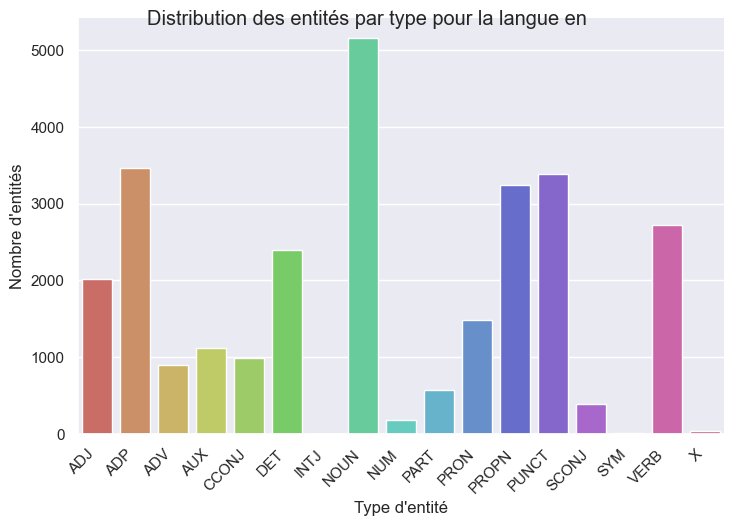 Distribution des entités par type pour la langue en
Nombre d'entités
5000
4000
3000
2000
1000
0
ADJ
ADP
ADV
AUX
CCONJ
DET
INTJ
NOUN
NUM
PART
PRON
PROPN
PUNCT
SCONJ
SYM
VERB
X
Type d'entité